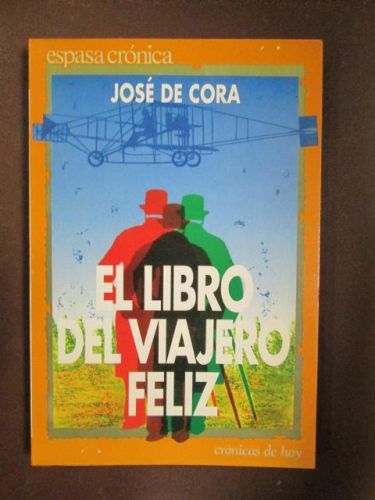 espasa crónica
JOSÉ DE CORA
EL LIBRO
DEL VIAJERO
FELIZ
crónicas de hoy